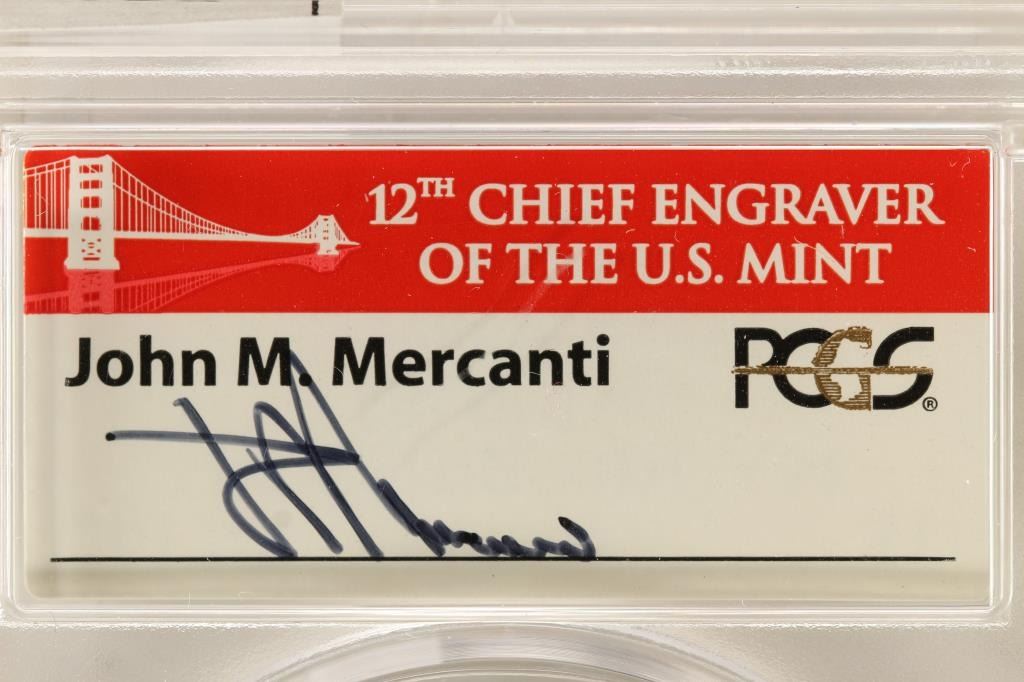 12TH CHIEF ENGRAVER
OF THE U.S. MINT
John M. Mercanti
PCGS®